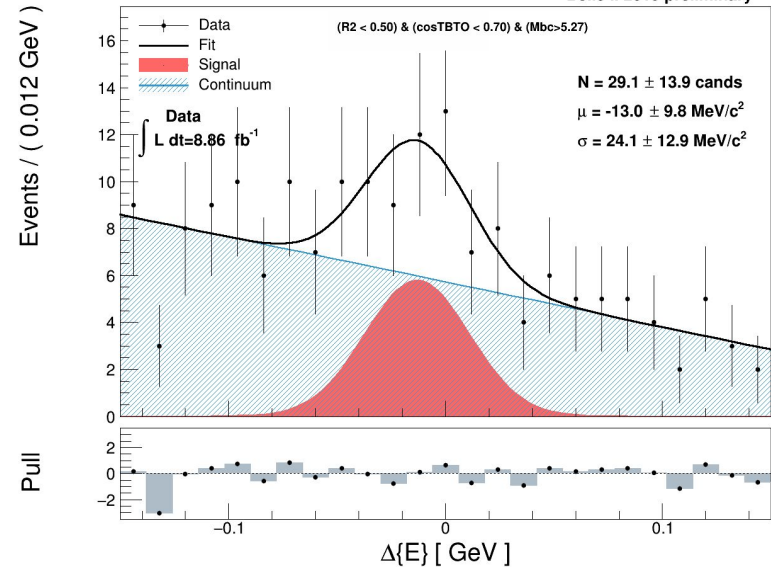 (R2 < 0.50) & (cosTBTO < 0.70) & (Mbc>5.27)
Data
Fit
Signal
Continuum
Data
∫ L dt=8.86 fb⁻¹
N = 29.1 ± 13.9 cands
μ = -13.0 ± 9.8 MeV/c²
σ = 24.1 ± 12.9 MeV/c²
Events / ( 0.012 GeV )
16
14
12
10
8
6
4
2
0
Pull
2
0
−2
−0.1 0 0.1
Δ{E} [ GeV ]